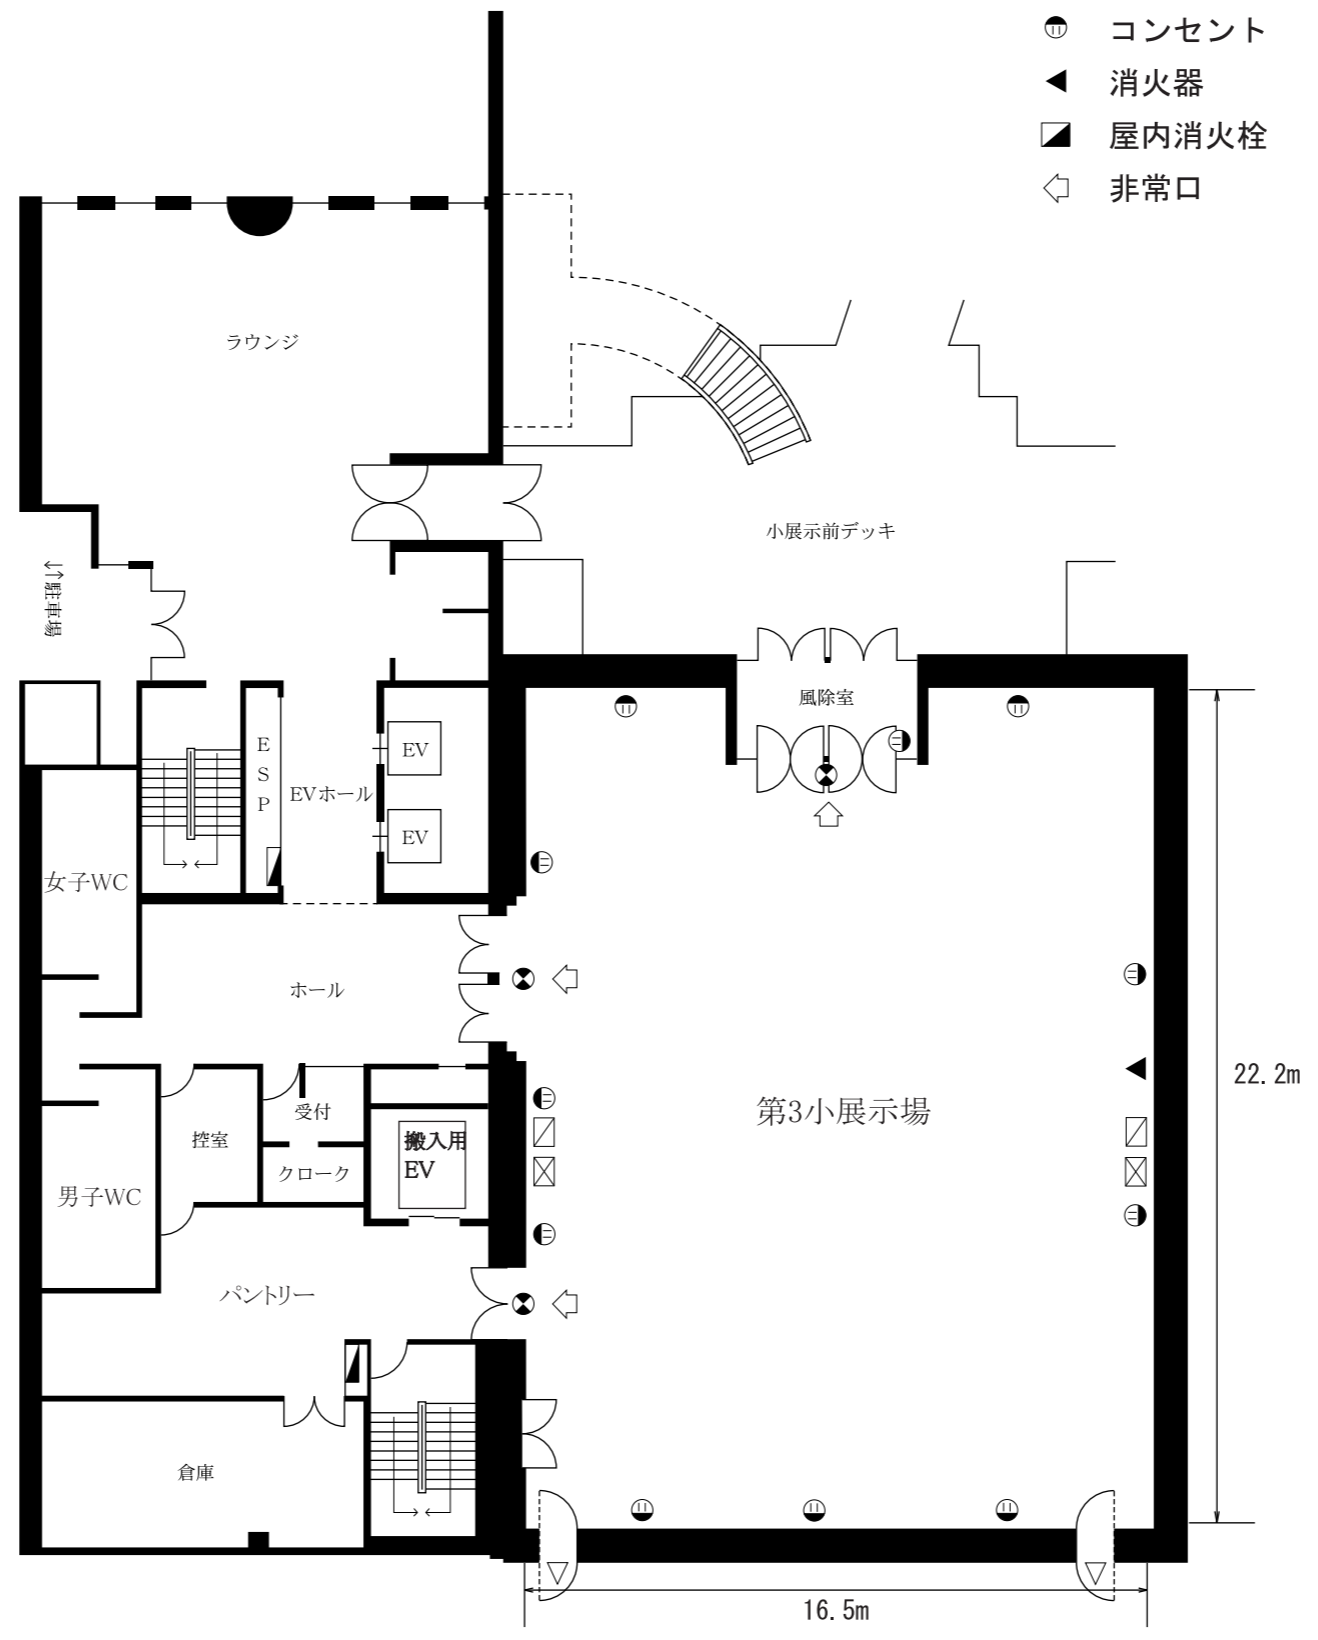 コンセント
消火器
屋内消火栓
非常口
ラウンジ
小展示前デッキ
駐車場
風除室
ESP
EV
EVホール
EV
女子WC
ホール
第3小展示場
22.2m
受付
控室
搬入用
EV
クローク
男子WC
パントリー
倉庫
16.5m